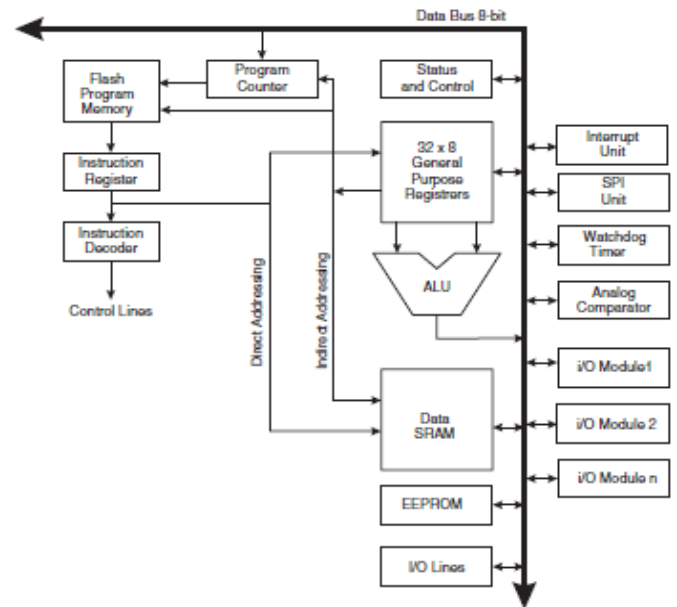 Data Bus 8-bit
Flash
Program
Memory
Program
Counter
Status
and Control
Interrupt
Unit
32 x 8
General
Purpose
Registrers
Instruction
Register
SPI
Unit
Instruction
Decoder
Watchdog
Timer
ALU
Analog
Comparator
Control Lines
Direct Addressing
Indirect Addressing
i/O Module1
Data
SRAM
i/O Module 2
i/O Module n
EEPROM
I/O Lines